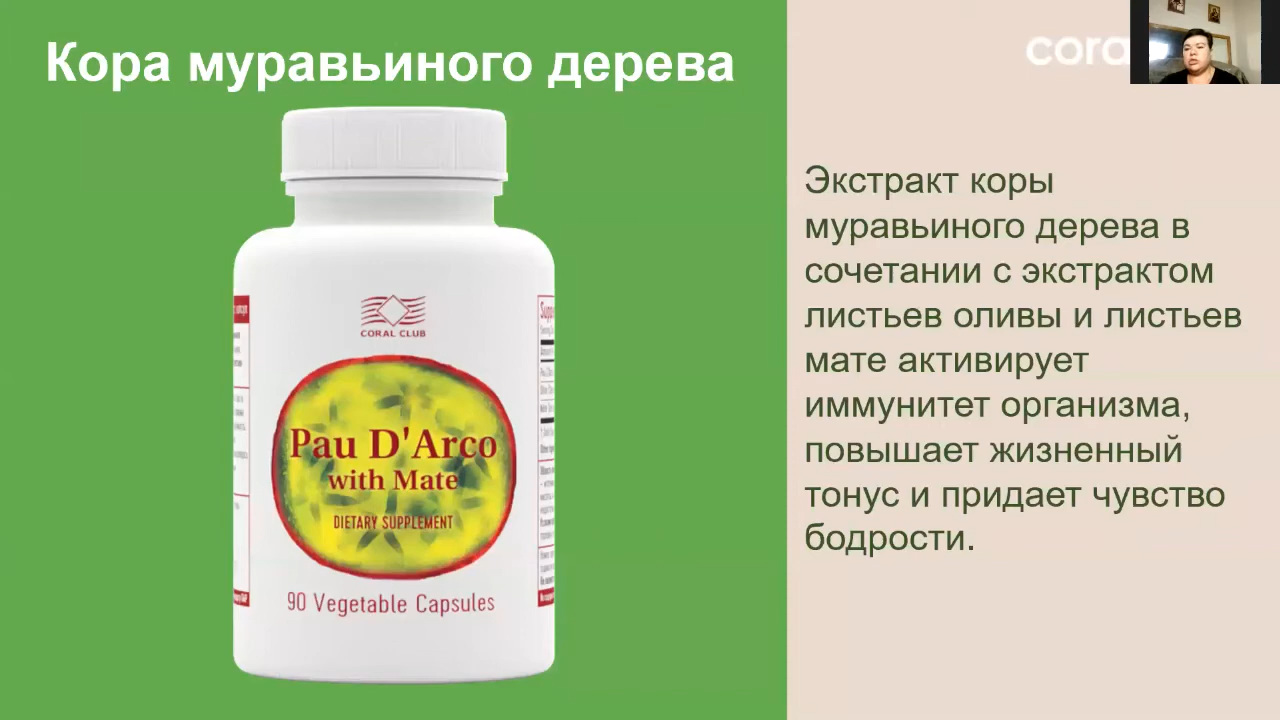 Кора муравьиного дерева
cora
CORAL CLUB
Pau D'Arco
with Mate
DIETARY SUPPLEMENT
90 Vegetable Capsules
Экстракт коры
муравьиного дерева в
сочетании с экстрактом
листьев оливы и листьев
мате активирует
иммунитет организма,
повышает жизненный
тонус и придает чувство
бодрости.